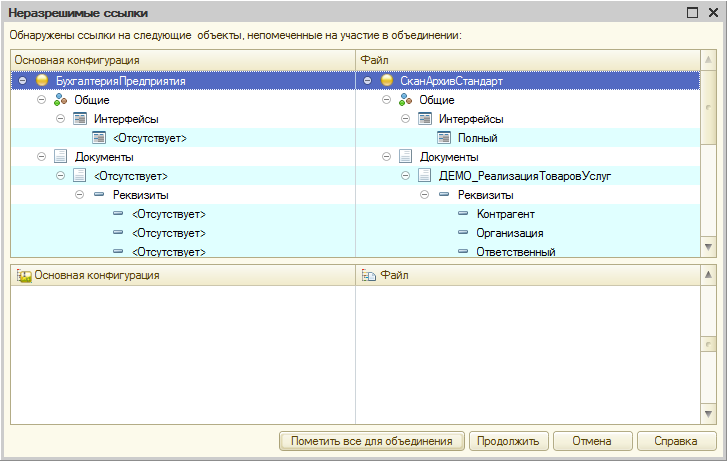 Неразрешимые ссылки
Обнаружены ссылки на следующие объекты, непомеченные на участие в объединении:
Основная конфигурация Файл
БухгалтерияПредприятия СканАрхивСтандарт
Общие Общие
Интерфейсы Интерфейсы
<Отсутствует> Полный
Документы Документы
<Отсутствует> ДЕМО_РеализацияТоваровУслуг
Реквизиты Реквизиты
<Отсутствует> Контрагент
<Отсутствует> Организация
<Отсутствует> Ответственный
Основная конфигурация Файл
Пометить все для объединения Продолжить Отмена Справка